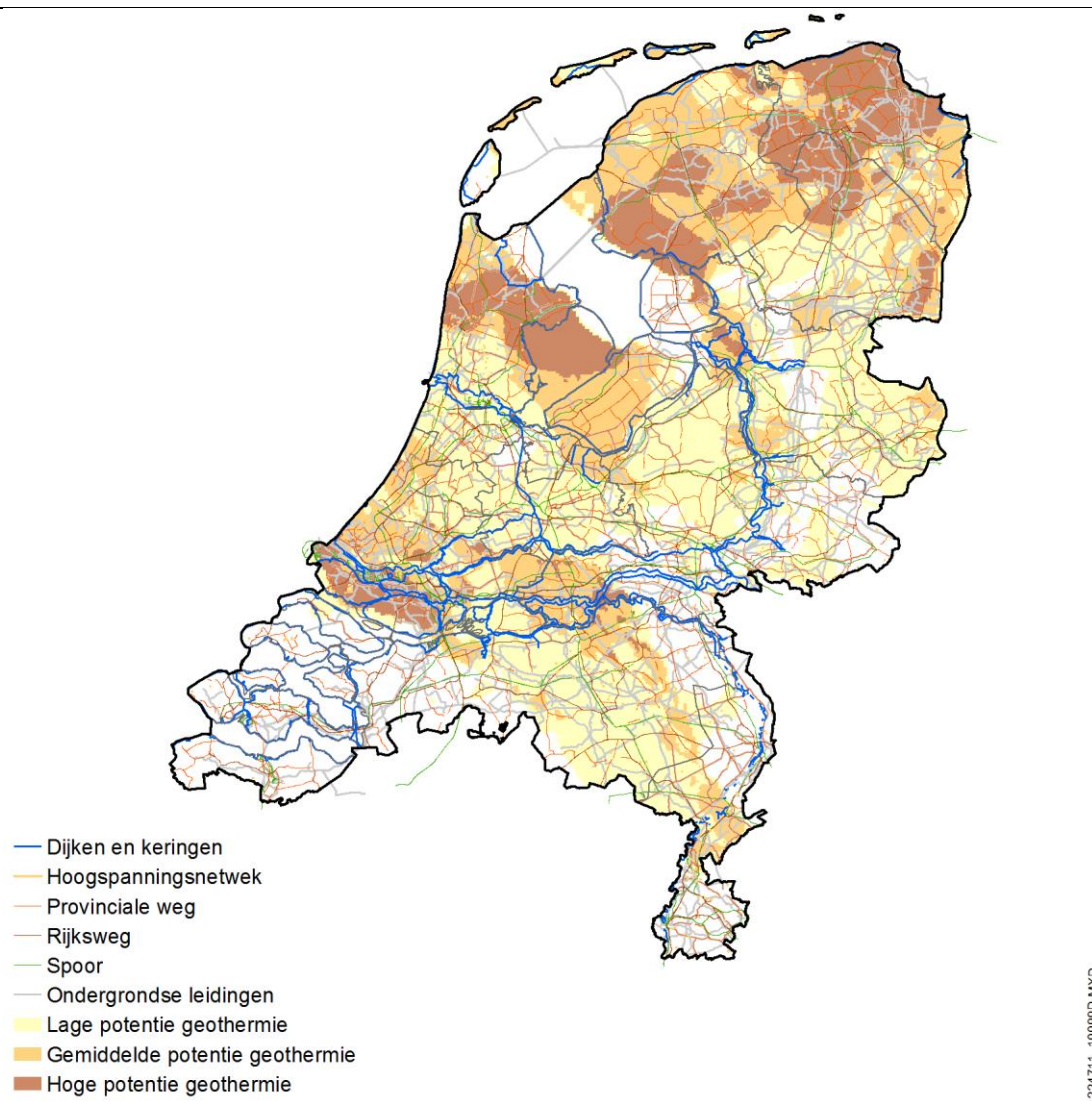 Dijken en keringen
Hoogspanningsnetwek
Provinciale weg
Rijksweg
Spoor
Ondergrondse leidingen
Lage potentie geothermie
Gemiddelde potentie geothermie
Hoge potentie geothermie